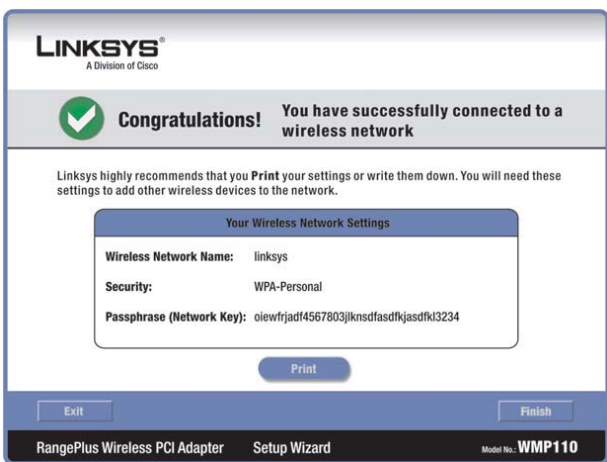 LINKSYS®
A Division of Cisco
Congratulations!
You have successfully connected to a
wireless network
Linksys highly recommends that you Print your settings or write them down. You will need these
settings to add other wireless devices to the network.
Your Wireless Network Settings
Wireless Network Name: linksys
Security: WPA-Personal
Passphrase (Network Key): oiewfrjadf4567803jlknsdfasdfkjasdfkl3234
Print
Exit
Finish
RangePlus Wireless PCI Adapter Setup Wizard Model No.: WMP110